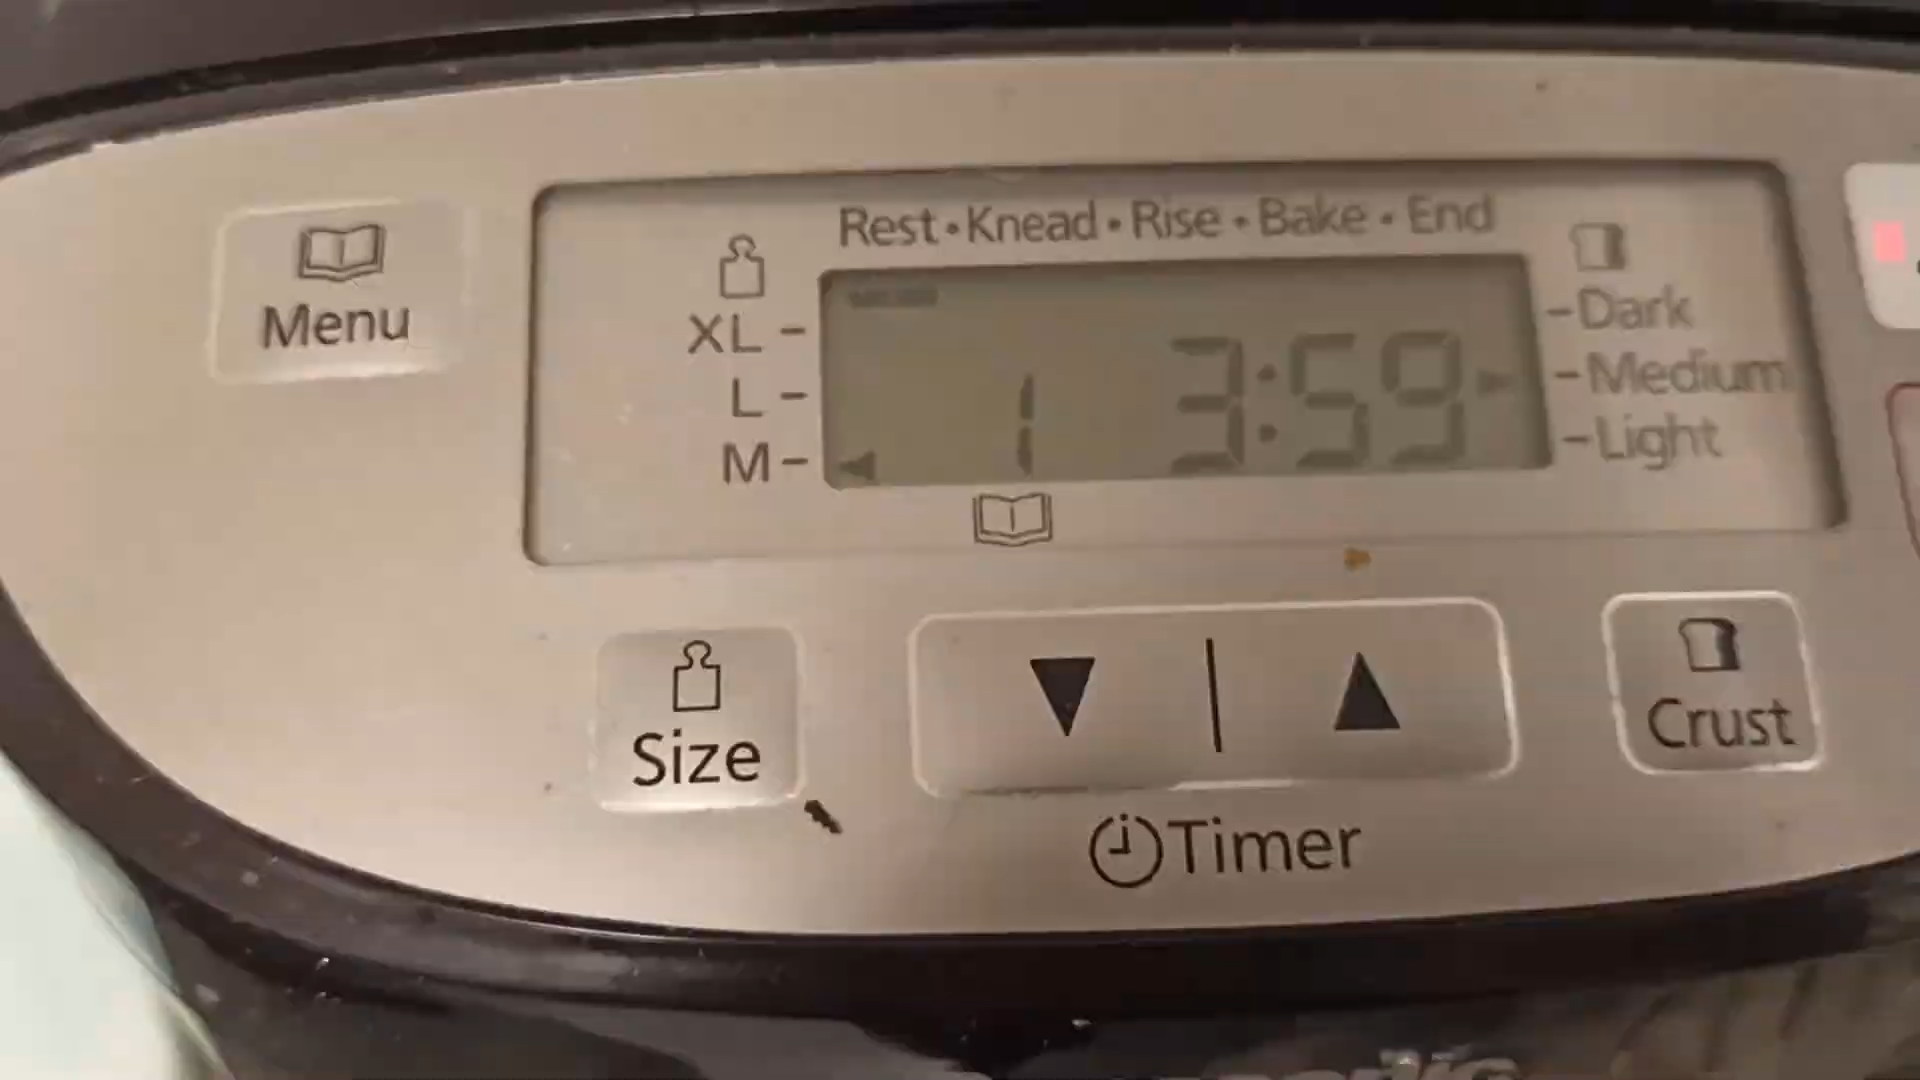 Rest • Knead • Rise • Bake • End
Menu
XL -
L -
M -
1 3:59
-Dark
-Medium
-Light
Size
Timer
Crust